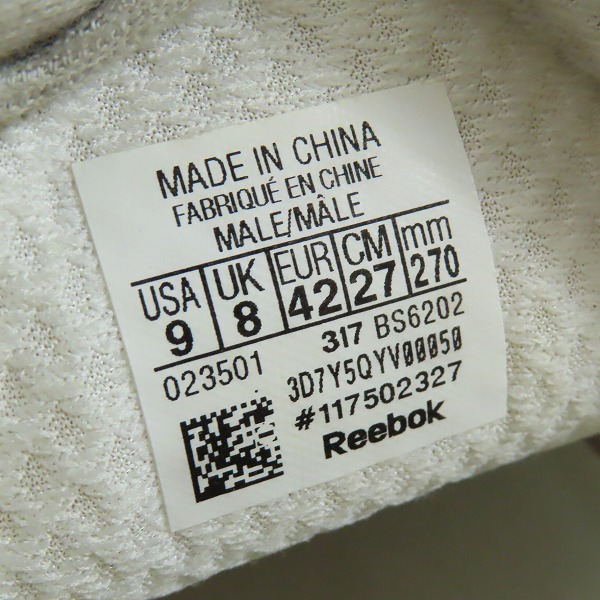 MADE IN CHINA
FABRIQUÉ EN CHINE
MALE/MÂLE
USA UK EUR CM mm
9 8 42 27 270
317 BS6202
023501 3D7Y5QYV00050
#117502327
Reebok